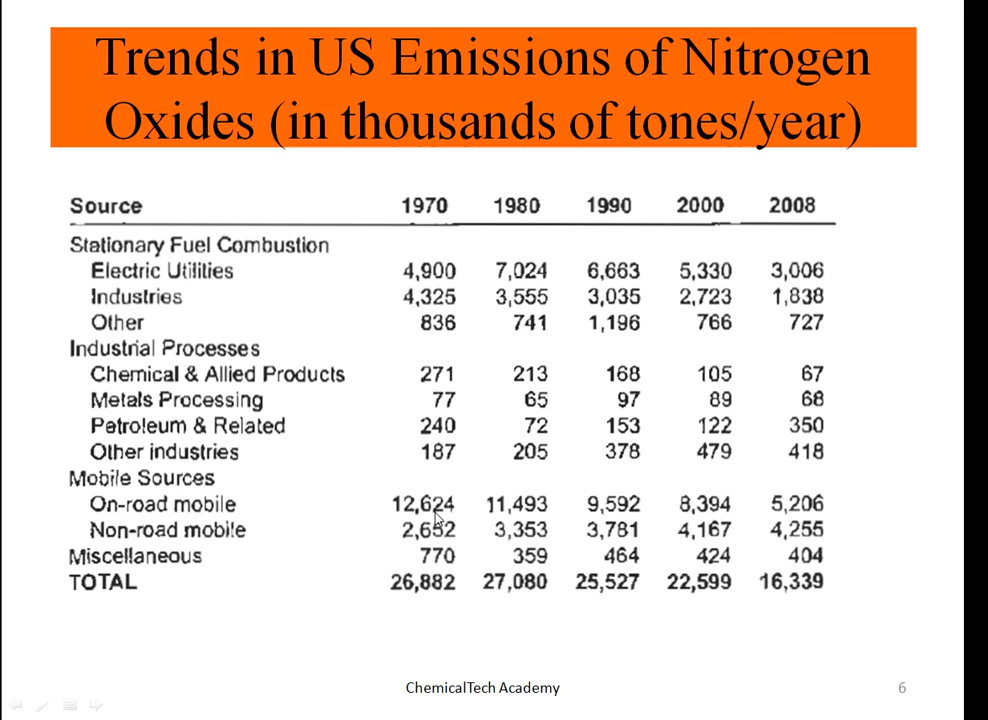 Trends in US Emissions of Nitrogen
Oxides (in thousands of tones/year)
Source 1970 1980 1990 2000 2008
Stationary Fuel Combustion
Electric Utilities 4,900 7,024 6,663 5,330 3,006
Industries 4,325 3,555 3,035 2,723 1,838
Other 836 741 1,196 766 727
Industrial Processes
Chemical & Allied Products 271 213 168 105 67
Metals Processing 77 65 97 89 68
Petroleum & Related 240 72 153 122 350
Other industries 187 205 378 479 418
Mobile Sources
On-road mobile 12,624 11,493 9,592 8,394 5,206
Non-road mobile 2,652 3,353 3,781 4,167 4,255
Miscellaneous 770 359 464 424 404
TOTAL 26,882 27,080 25,527 22,599 16,339
ChemicalTech Academy 6